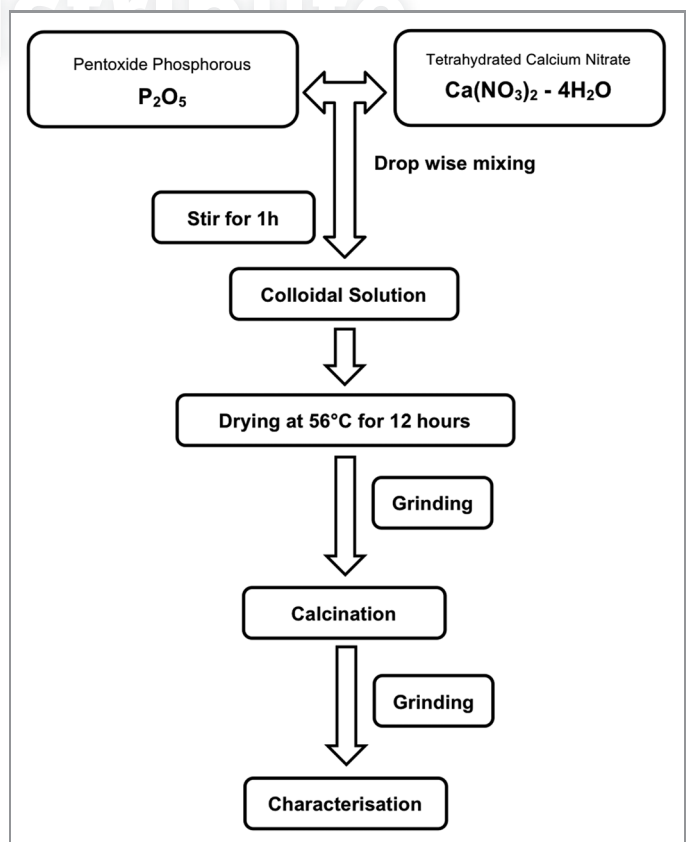 Pentoxide Phosphorous
P₂O₅
Tetrahydrated Calcium Nitrate
Ca(NO₃)₂ - 4H₂O
Drop wise mixing
Stir for 1h
Colloidal Solution
Drying at 56°C for 12 hours
Grinding
Calcination
Grinding
Characterisation